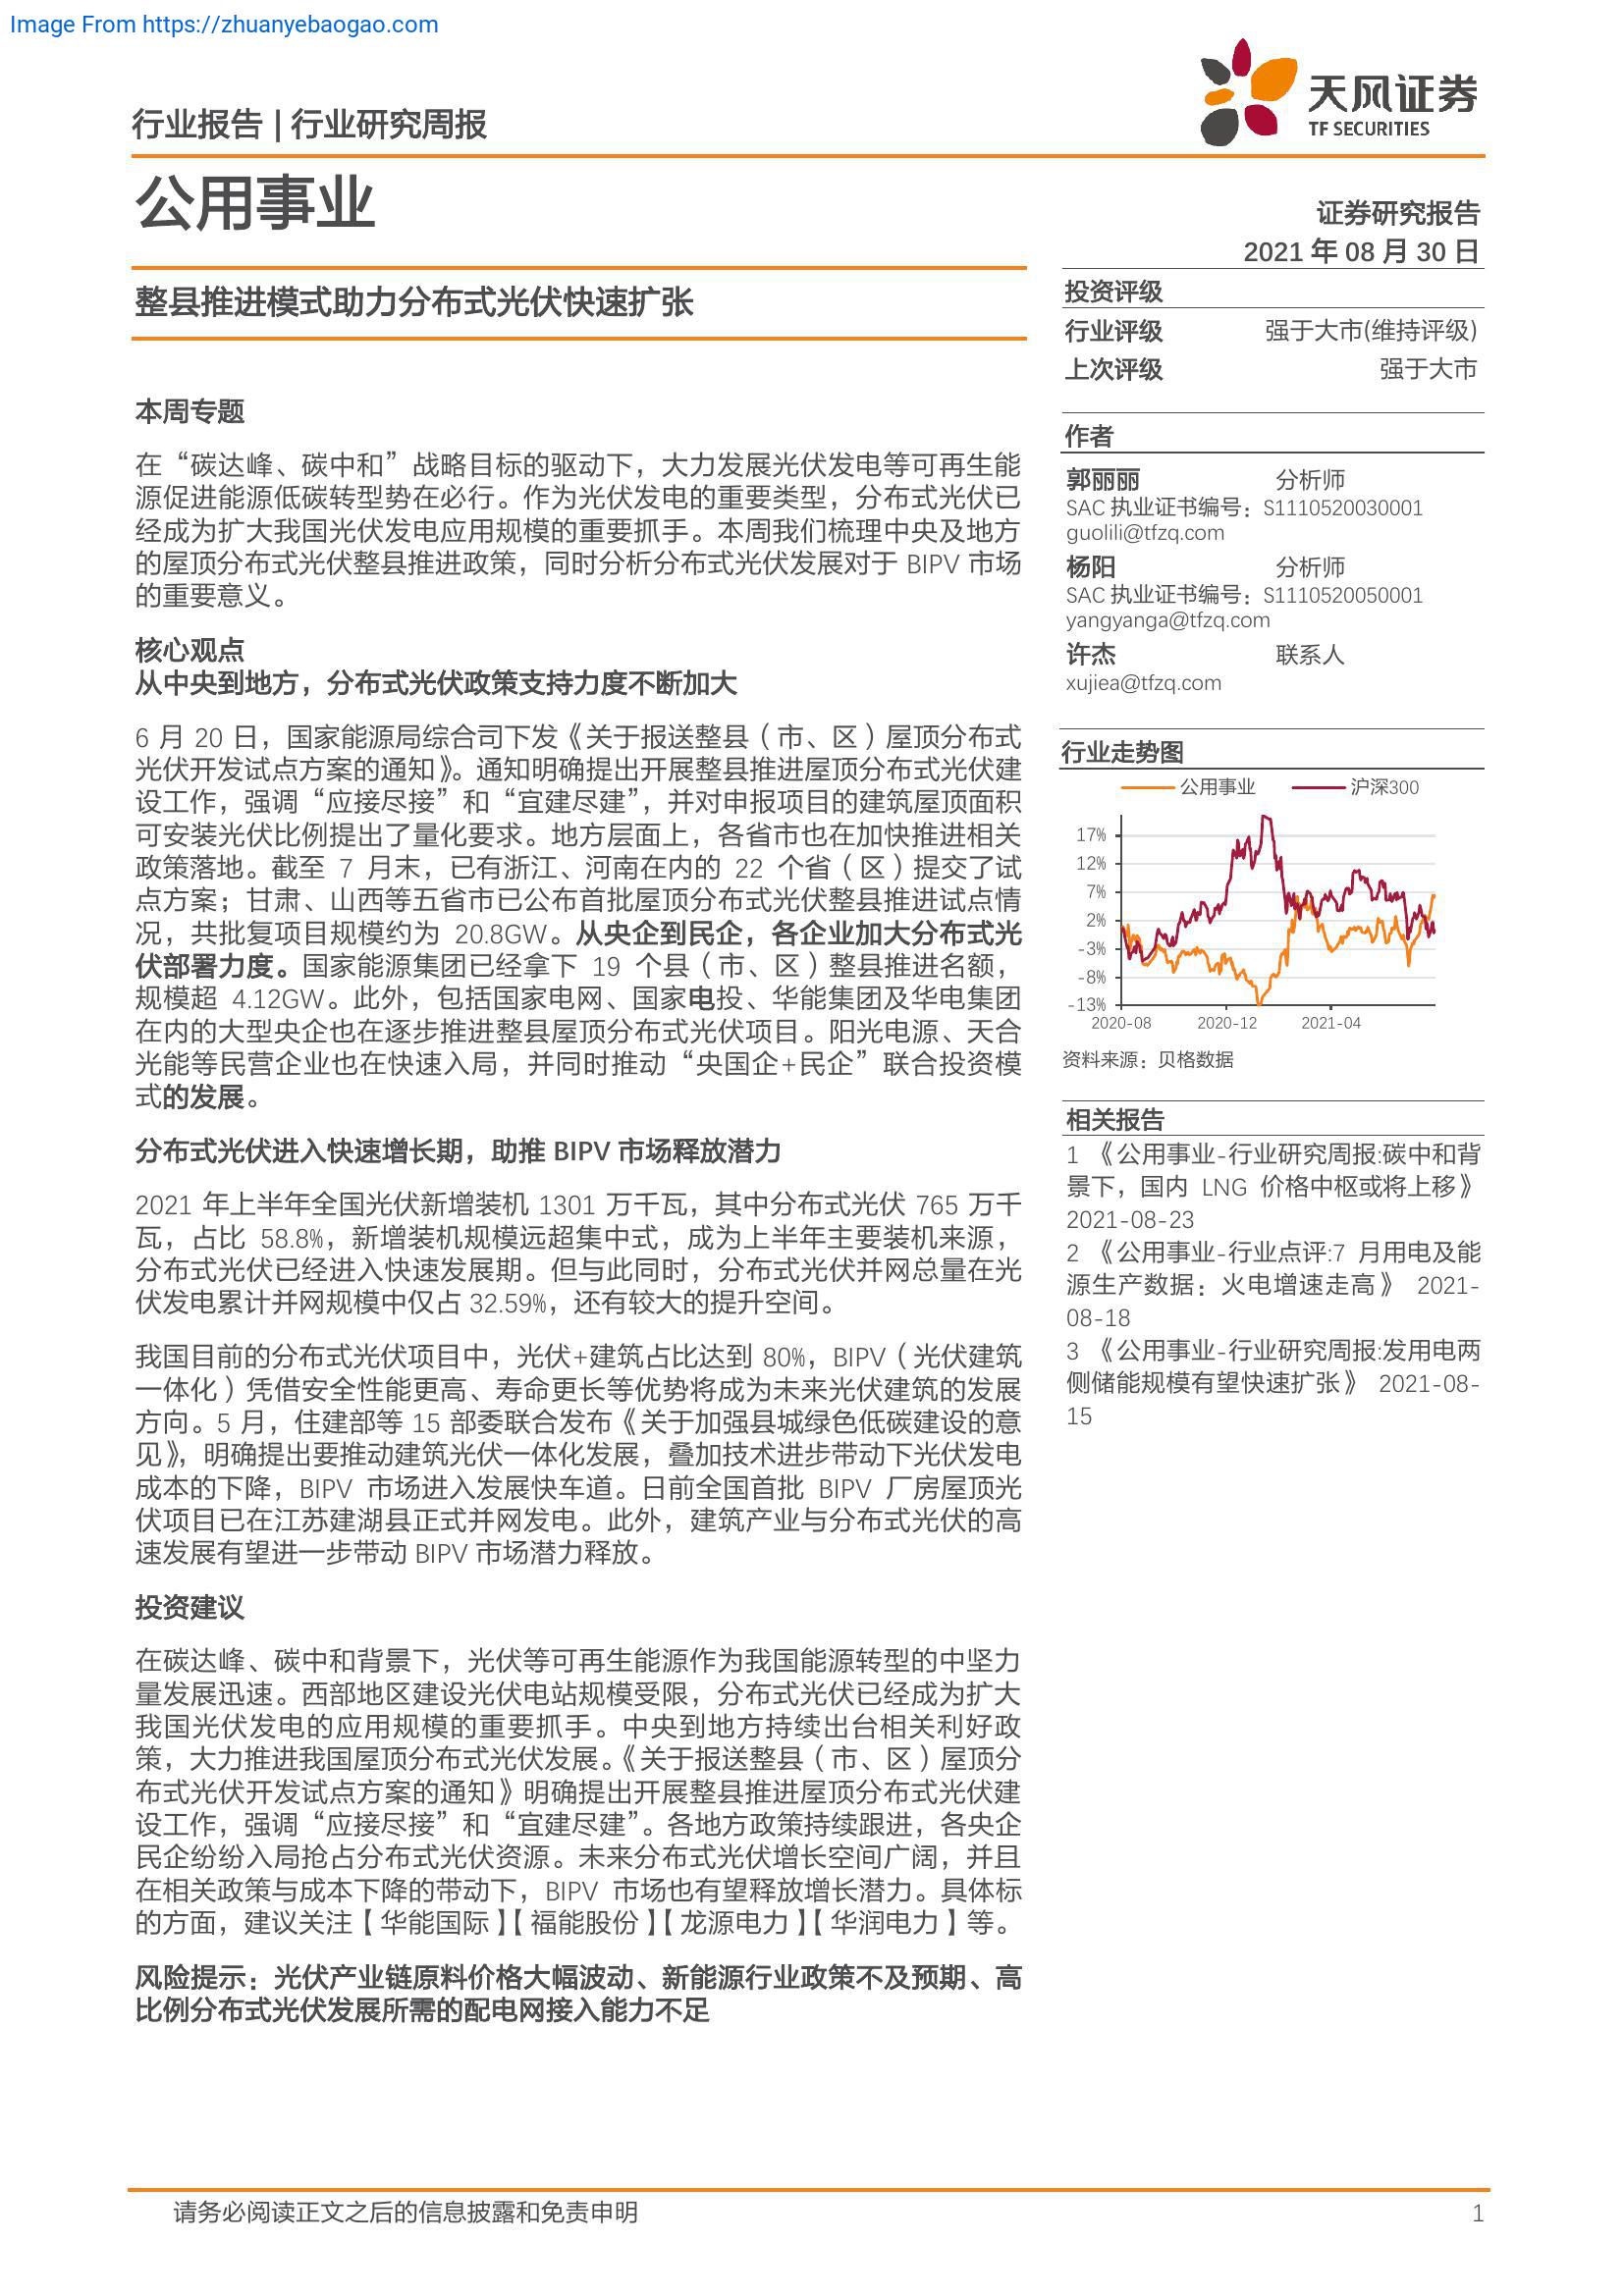 Image From https://zhuanyebaogao.com
天风证券
TF SECURITIES
行业报告 | 行业研究周报
公用事业
整县推进模式助力分布式光伏快速扩张
本周专题
在“碳达峰、碳中和”战略目标的驱动下，大力发展光伏发电等可再生能
源促进能源低碳转型势在必行。作为光伏发电的重要类型，分布式光伏已
经成为扩大我国光伏发电应用规模的重要抓手。本周我们梳理中央及地方
的屋顶分布式光伏整县推进政策，同时分析分布式光伏发展对于 BIPV 市场
的重要意义。
核心观点
从中央到地方，分布式光伏政策支持力度不断加大
6 月 20 日，国家能源局综合司下发《关于报送整县（市、区）屋顶分布式
光伏开发试点方案的通知》。通知明确提出开展整县推进屋顶分布式光伏建
设工作，强调“应接尽接”和“宜建尽建”，并对申报项目的建筑屋顶面积
可安装光伏比例提出了量化要求。地方层面上，各省市也在加快推进相关
政策落地。截至 7 月末，已有浙江、河南在内的 22 个省（区）提交了试
点方案；甘肃、山西等五省市已公布首批屋顶分布式光伏整县推进试点情
况，共批复项目规模约为 20.8GW。从央企到民企，各企业加大分布式光
伏部署力度。国家能源集团已经拿下 19 个县（市、区）整县推进名额，
规模超 4.12GW。此外，包括国家电网、国家电投、华能集团及华电集团
在内的大型央企也在逐步推进整县屋顶分布式光伏项目。阳光电源、天合
光能等民营企业也在快速入局，并同时推动“央国企+民企”联合投资模
式的发展。
分布式光伏进入快速增长期，助推 BIPV 市场释放潜力
2021 年上半年全国光伏新增装机 1301 万千瓦，其中分布式光伏 765 万千
瓦，占比 58.8%，新增装机规模远超集中式，成为上半年主要装机来源，
分布式光伏已经进入快速发展期。但与此同时，分布式光伏并网总量在光
伏发电累计并网规模中仅占 32.59%，还有较大的提升空间。
我国目前的分布式光伏项目中，光伏+建筑占比达到 80%，BIPV（光伏建筑
一体化）凭借安全性能更高、寿命更长等优势将成为未来光伏建筑的发展
方向。5 月，住建部等 15 部委联合发布《关于加强县城绿色低碳建设的意
见》，明确提出要推动建筑光伏一体化发展，叠加技术进步带动下光伏发电
成本的下降，BIPV 市场进入发展快车道。日前全国首批 BIPV 厂房屋顶光
伏项目已在江苏建湖县正式并网发电。此外，建筑产业与分布式光伏的高
速发展有望进一步带动 BIPV 市场潜力释放。
投资建议
在碳达峰、碳中和背景下，光伏等可再生能源作为我国能源转型的中坚力
量发展迅速。西部地区建设光伏电站规模受限，分布式光伏已经成为扩大
我国光伏发电的应用规模的重要抓手。中央到地方持续出台相关利好政
策，大力推进我国屋顶分布式光伏发展。《关于报送整县（市、区）屋顶分
布式光伏开发试点方案的通知》明确提出开展整县推进屋顶分布式光伏建
设工作，强调“应接尽接”和“宜建尽建”。各地方政策持续跟进，各央企
民企纷纷入局抢占分布式光伏资源。未来分布式光伏增长空间广阔，并且
在相关政策与成本下降的带动下，BIPV 市场也有望释放增长潜力。具体标
的方面，建议关注【华能国际】【福能股份】【龙源电力】【华润电力】等。
风险提示：光伏产业链原料价格大幅波动、新能源行业政策不及预期、高
比例分布式光伏发展所需的配电网接入能力不足
证券研究报告
2021 年 08 月 30 日
投资评级
行业评级 强于大市(维持评级)
上次评级 强于大市
作者
郭丽丽 分析师
SAC 执业证书编号：S1110520030001
guolili@tfzq.com
杨阳 分析师
SAC 执业证书编号：S1110520050001
yangyanga@tfzq.com
许杰 联系人
xujiea@tfzq.com
行业走势图
公用事业 沪深300
17%
12%
7%
2%
-3%
-8%
-13%
2020-08 2020-12 2021-04
资料来源：贝格数据
相关报告
1 《公用事业-行业研究周报:碳中和背
景下，国内 LNG 价格中枢或将上移》
2021-08-23
2 《公用事业-行业点评:7 月用电及能
源生产数据：火电增速走高》 2021-
08-18
3 《公用事业-行业研究周报:发用电两
侧储能规模有望快速扩张》 2021-08-
15
请务必阅读正文之后的信息披露和免责申明 1